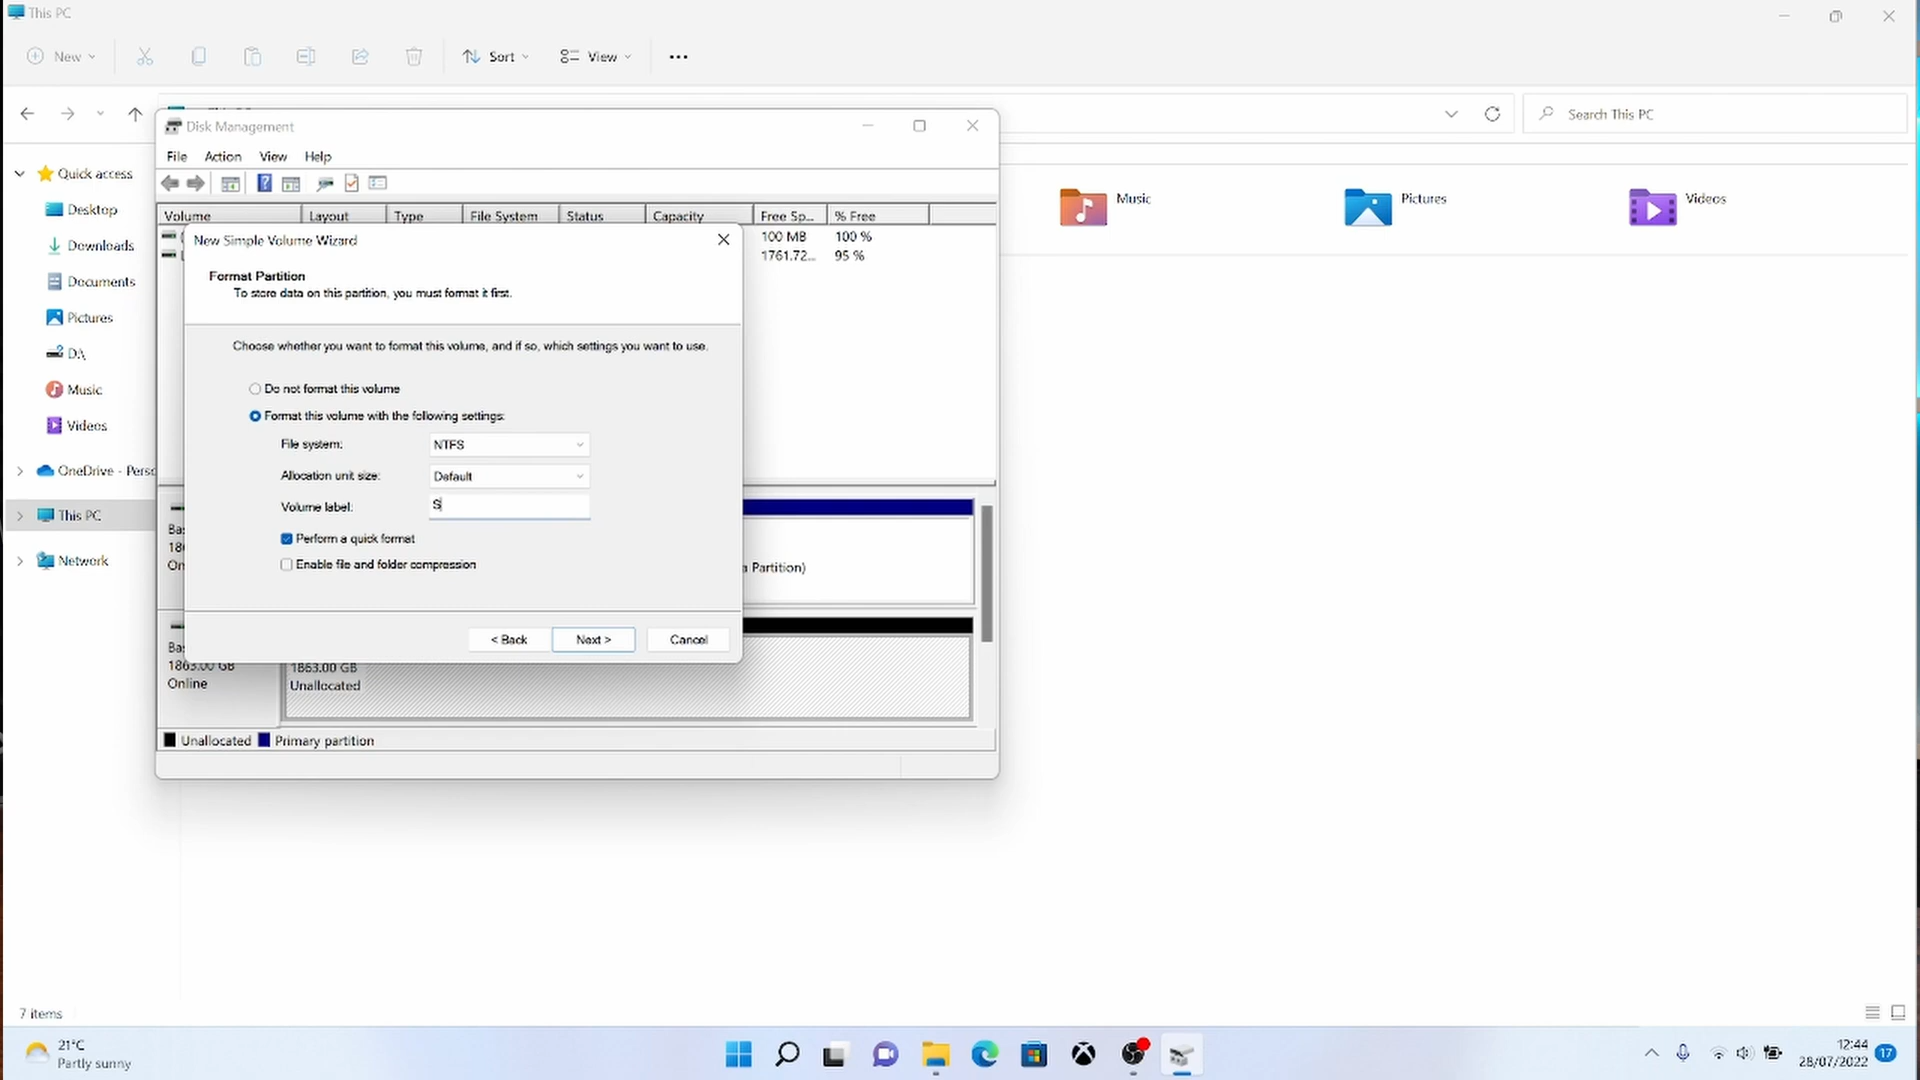 This PC
New
Sort
View
Search This PC
Disk Management
File Action View Help
Volume Layout Type File System Status Capacity Free Sp... % Free
100 MB 100 %
1761.72... 95 %
New Simple Volume Wizard
Format Partition
To store data on this partition, you must format it first.
Choose whether you want to format this volume, and if so, which settings you want to use.
Do not format this volume
Format this volume with the following settings:
File system: NTFS
Allocation unit size: Default
Volume label: S
Perform a quick format
Enable file and folder compression
< Back Next > Cancel
a Partition)
Bas
186
On
Bas
1863.00 GB
Online
1863.00 GB
Unallocated
Unallocated Primary partition
Quick access
Desktop
Downloads
Documents
Pictures
Music
Videos
OneDrive - Perso
This PC
Network
Music
Pictures
Videos
7 items
21°C
Partly sunny
12:44
28/07/2022
17